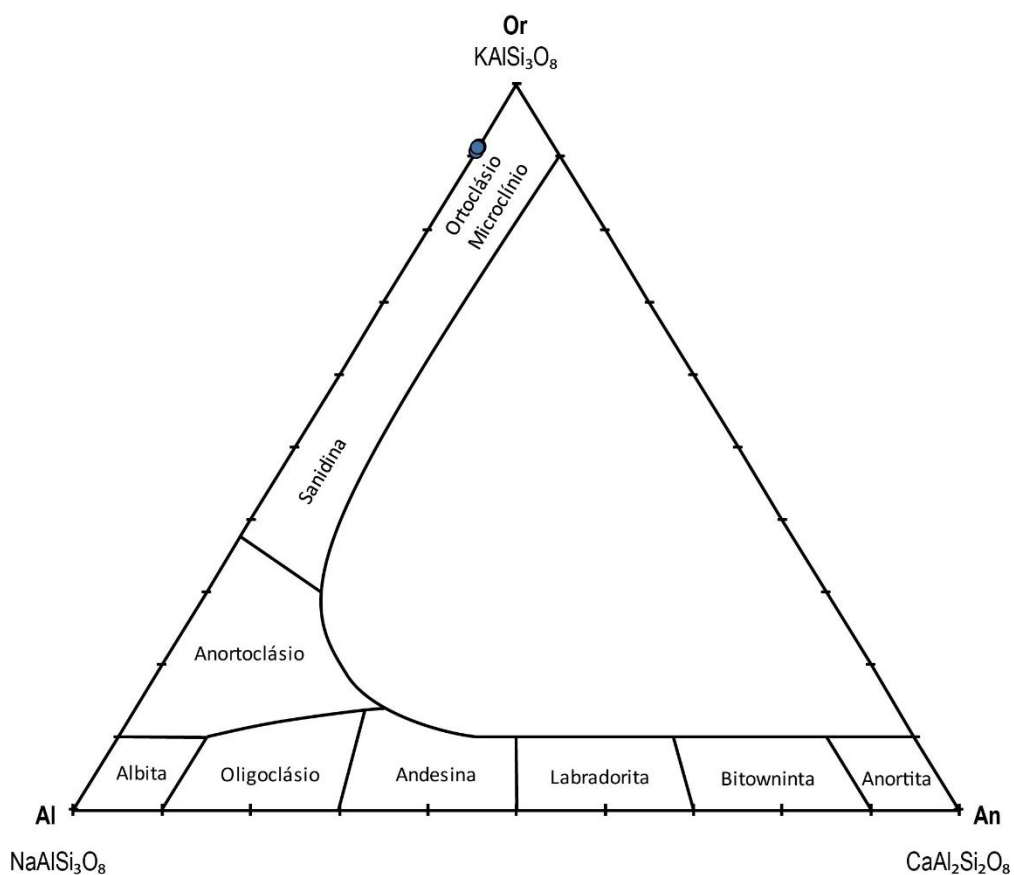 Or
KAlSi₃O₈
Ortoclásio
Microclínio
Sanidina
Anortoclásio
Albita
Oligoclásio
Andesina
Labradorita
Bitowninta
Anortita
Al
An
NaAlSi₃O₈
CaAl₂Si₂O₈